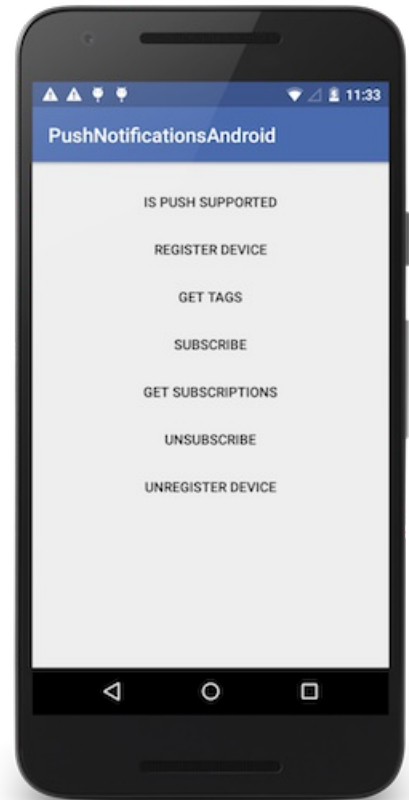 11:33
PushNotificationsAndroid
IS PUSH SUPPORTED
REGISTER DEVICE
GET TAGS
SUBSCRIBE
GET SUBSCRIPTIONS
UNSUBSCRIBE
UNREGISTER DEVICE